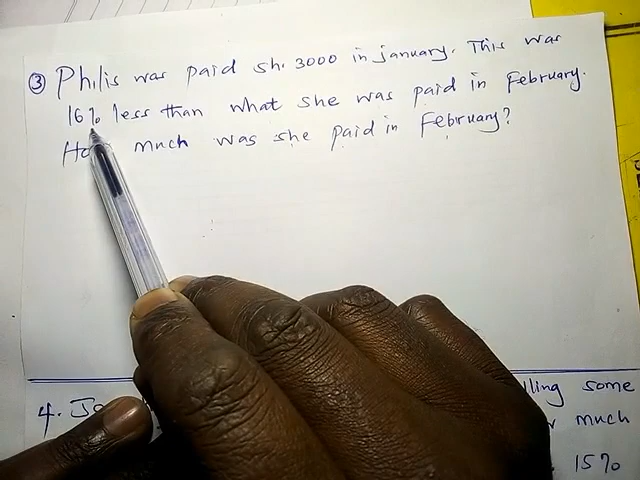 ③ Philis was paid sh. 3000 in january. This was
16% less than what she was paid in February.
much was she paid in February?
4.
lling some
much
15%